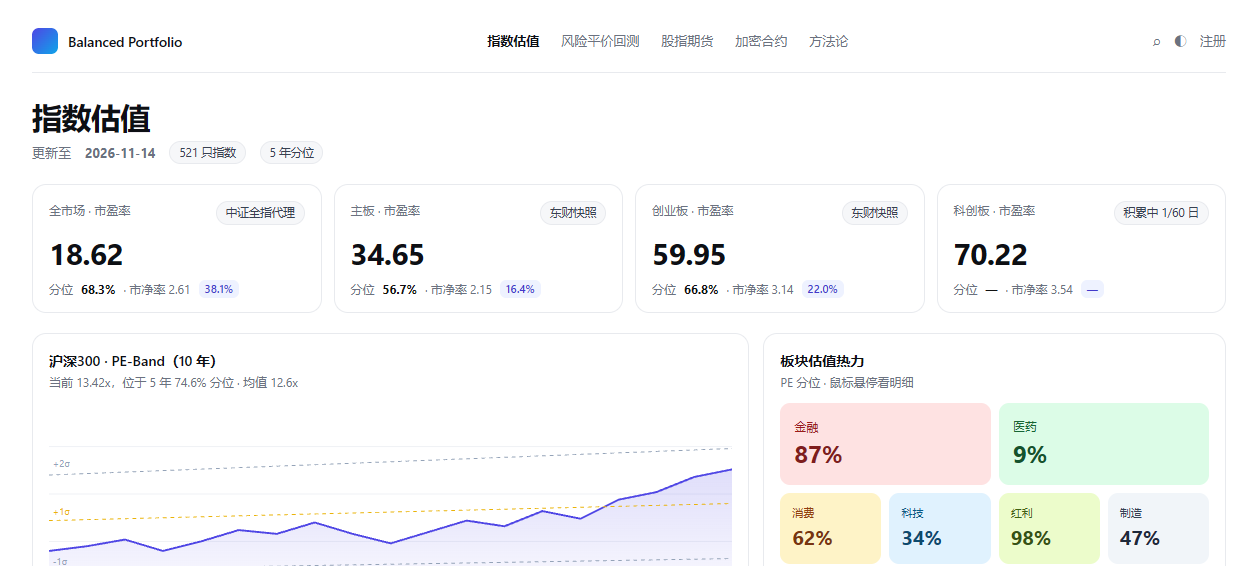 Balanced Portfolio 指数估值 风险平价回测 股指期货 加密合约 方法论 注册
指数估值
更新至 2026-11-14 521 只指数 5 年分位
全市场 · 市盈率 中证全指代理
18.62
分位 68.3% · 市净率 2.61 38.1%
主板 · 市盈率 东财快照
34.65
分位 56.7% · 市净率 2.15 16.4%
创业板 · 市盈率 东财快照
59.95
分位 66.8% · 市净率 3.14 22.0%
科创板 · 市盈率 积累中 1/60 日
70.22
分位 — · 市净率 3.54 —
沪深300 · PE-Band（10 年）
当前 13.42x，位于 5 年 74.6% 分位 · 均值 12.6x
+2σ
+1σ
-1σ
板块估值热力
PE 分位 · 鼠标悬停看明细
金融
87%
医药
9%
消费
62%
科技
34%
红利
98%
制造
47%